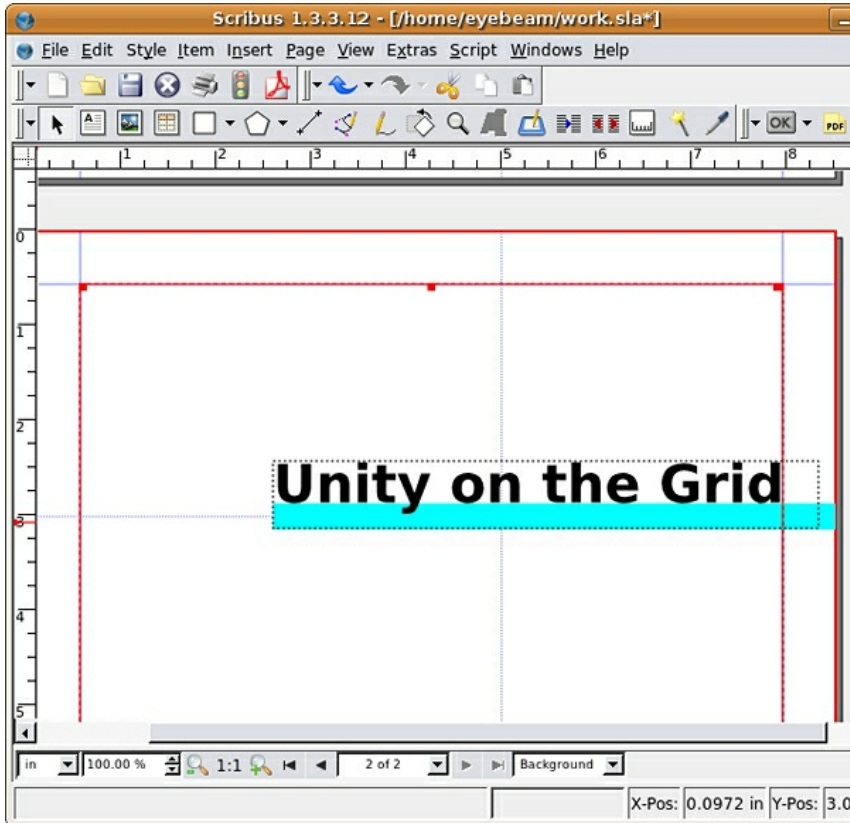 Scribus 1.3.3.12 - [/home/eyebeam/work.sla*]
File Edit Style Item Insert Page View Extras Script Windows Help
OK PDF
1 2 3 4 5 6 7 8
0
1
2
Unity on the Grid
3
4
5
in 100.00 % 1:1 2 of 2 Background
X-Pos: 0.0972 in Y-Pos: 3.0